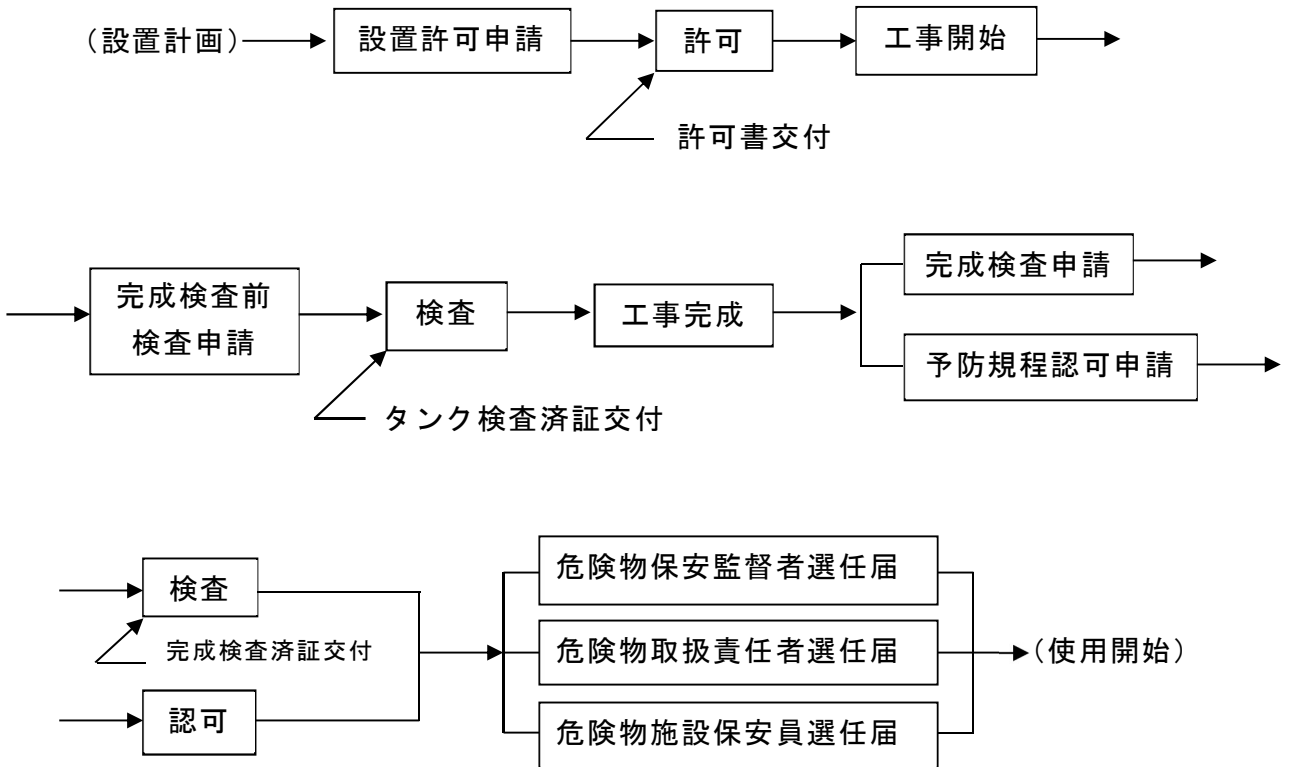 (設置計画)
設置許可申請
許可
工事開始
許可書交付
完成検査前
検査申請
検査
工事完成
完成検査申請
予防規程認可申請
タンク検査済証交付
検査
完成検査済証交付
認可
危険物保安監督者選任届
危険物取扱責任者選任届
危険物施設保安員選任届
(使用開始)